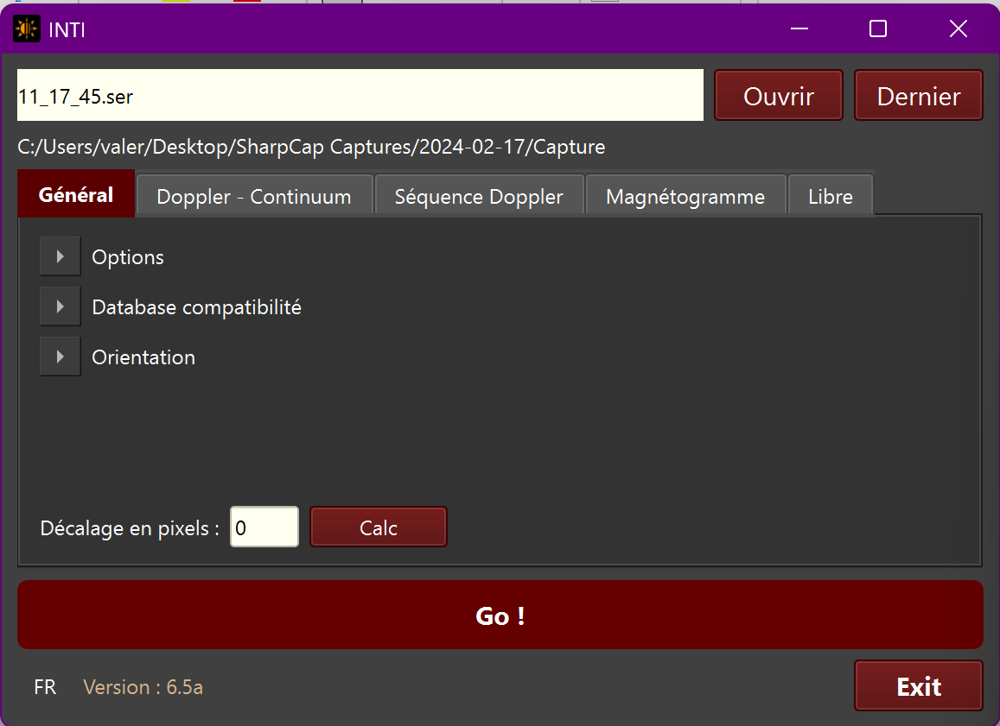 INTI
11_17_45.ser Ouvrir Dernier
C:/Users/valer/Desktop/SharpCap Captures/2024-02-17/Capture
Général Doppler - Continuum Séquence Doppler Magnétogramme Libre
Options
Database compatibilité
Orientation
Décalage en pixels : 0 Calc
Go !
FR Version : 6.5a Exit